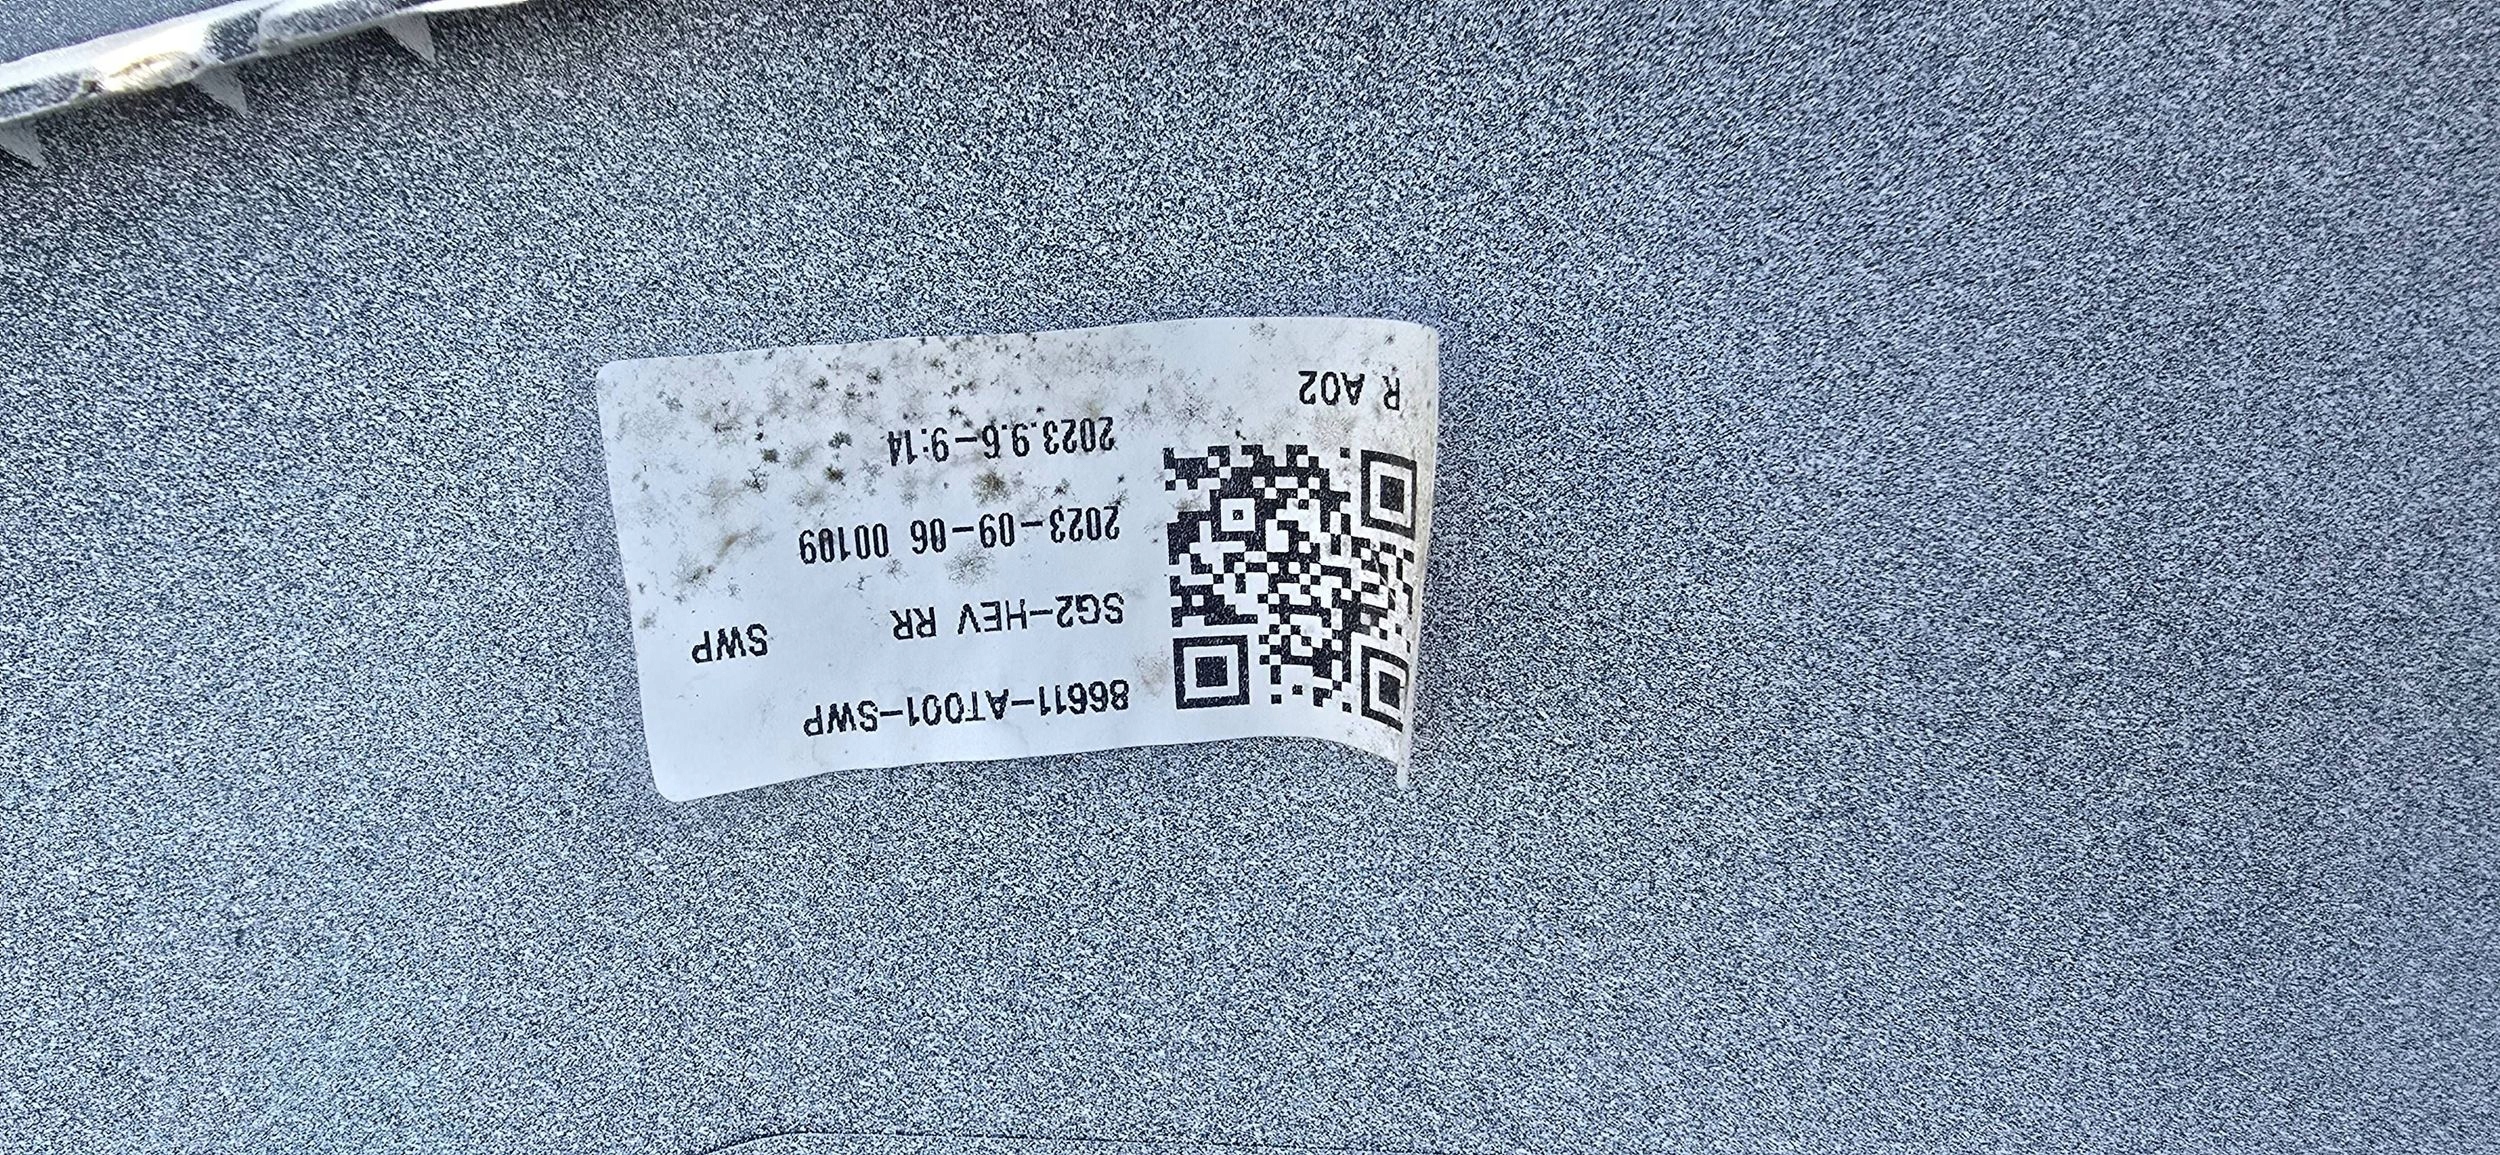 86611-AT001-SWP
SG2-HEV RR SWP
2023-09-06 00109
2023.9.6-9:14
R A02